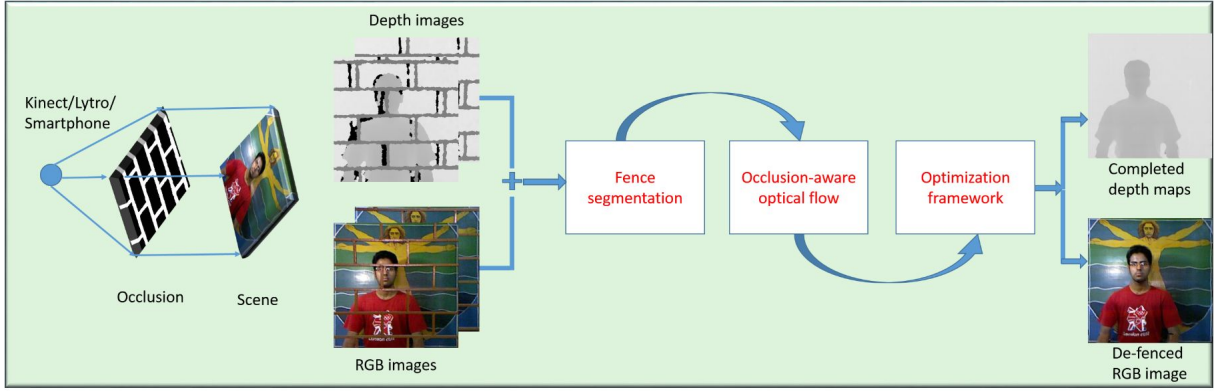 Kinect/Lytro/
Smartphone
Occlusion
Scene
Depth images
RGB images
Fence
segmentation
Occlusion-aware
optical flow
Optimization
framework
Completed
depth maps
De-fenced
RGB image